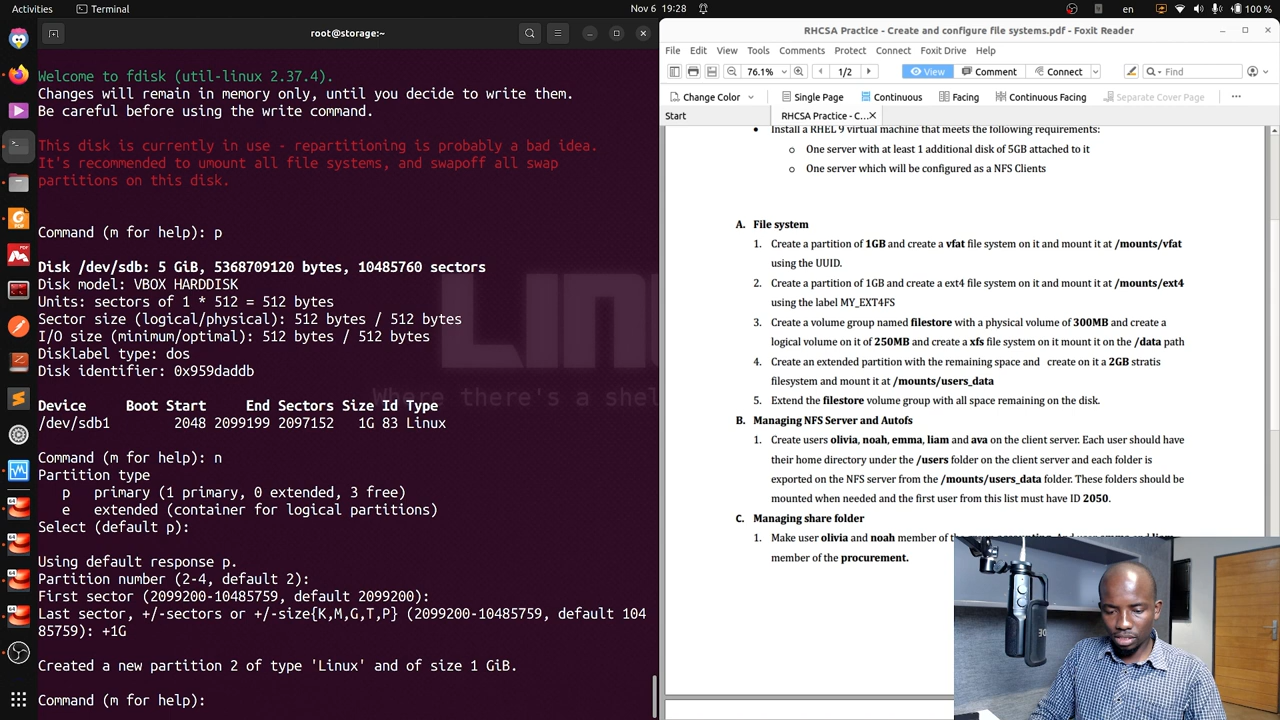 19:28
Terminal
Nov 6
100 %
root@storage:~
Welcome to fdisk (util-linux 2.37.4).
Changes will remain in memory only, until you decide to write them.
Be careful before using the write command.
This disk is currently in use - repartitioning is probably a bad idea.
It's recommended to umount all file systems, and swapoff all swap
partitions on this disk.
Command (m for help): p
Disk /dev/sdb: 5 GiB, 5368709120 bytes, 10485760 sectors
Disk model: VBOX HARDDISK
Units: sectors of 1 * 512 = 512 bytes
Sector size (logical/physical): 512 bytes / 512 bytes
I/O size (minimum/optimal): 512 bytes / 512 bytes
Disklabel type: dos
Disk identifier: 0x959daddb
Where there's a shel
Device Boot Start End Sectors Size Id Type
/dev/sdb1 2048 2099199 2097152 1G 83 Linux
Command (m for help): n
Partition type
p primary (1 primary, 0 extended, 3 free)
e extended (container for logical partitions)
Select (default p):
Using default response p.
Partition number (2-4, default 2):
First sector (2099200-10485759, default 2099200):
Last sector, +/-sectors or +/-size{K,M,G,T,P} (2099200-10485759, default 104
85759): +1G
Created a new partition 2 of type 'Linux' and of size 1 GiB.
Command (m for help):
RHCSA Practice - Create and configure file systems.pdf - Foxit Reader
File Edit View Tools Comments Protect Connect Foxit Drive Help
76.1% 1/2 View Comment Connect Find
Change Color Single Page Continuous Facing Continuous Facing Separate Cover Page
Start RHCSA Practice - C...
• Install a RHEL 9 virtual machine that meets the following requirements:
o One server with at least 1 additional disk of 5GB attached to it
o One server which will be configured as a NFS Clients
A. File system
1. Create a partition of 1GB and create a vfat file system on it and mount it at /mounts/vfat
using the UUID.
2. Create a partition of 1GB and create a ext4 file system on it and mount it at /mounts/ext4
using the label MY_EXT4FS
3. Create a volume group named filestore with a physical volume of 300MB and create a
logical volume on it of 250MB and create a xfs file system on it mount it on the /data path
4. Create an extended partition with the remaining space and create on it a 2GB stratis
filesystem and mount it at /mounts/users_data
5. Extend the filestore volume group with all space remaining on the disk.
B. Managing NFS Server and Autofs
1. Create users olivia, noah, emma, liam and ava on the client server. Each user should have
their home directory under the /users folder on the client server and each folder is
exported on the NFS server from the /mounts/users_data folder. These folders should be
mounted when needed and the first user from this list must have ID 2050.
C. Managing share folder
1. Make user olivia and noah member of
member of the procurement.